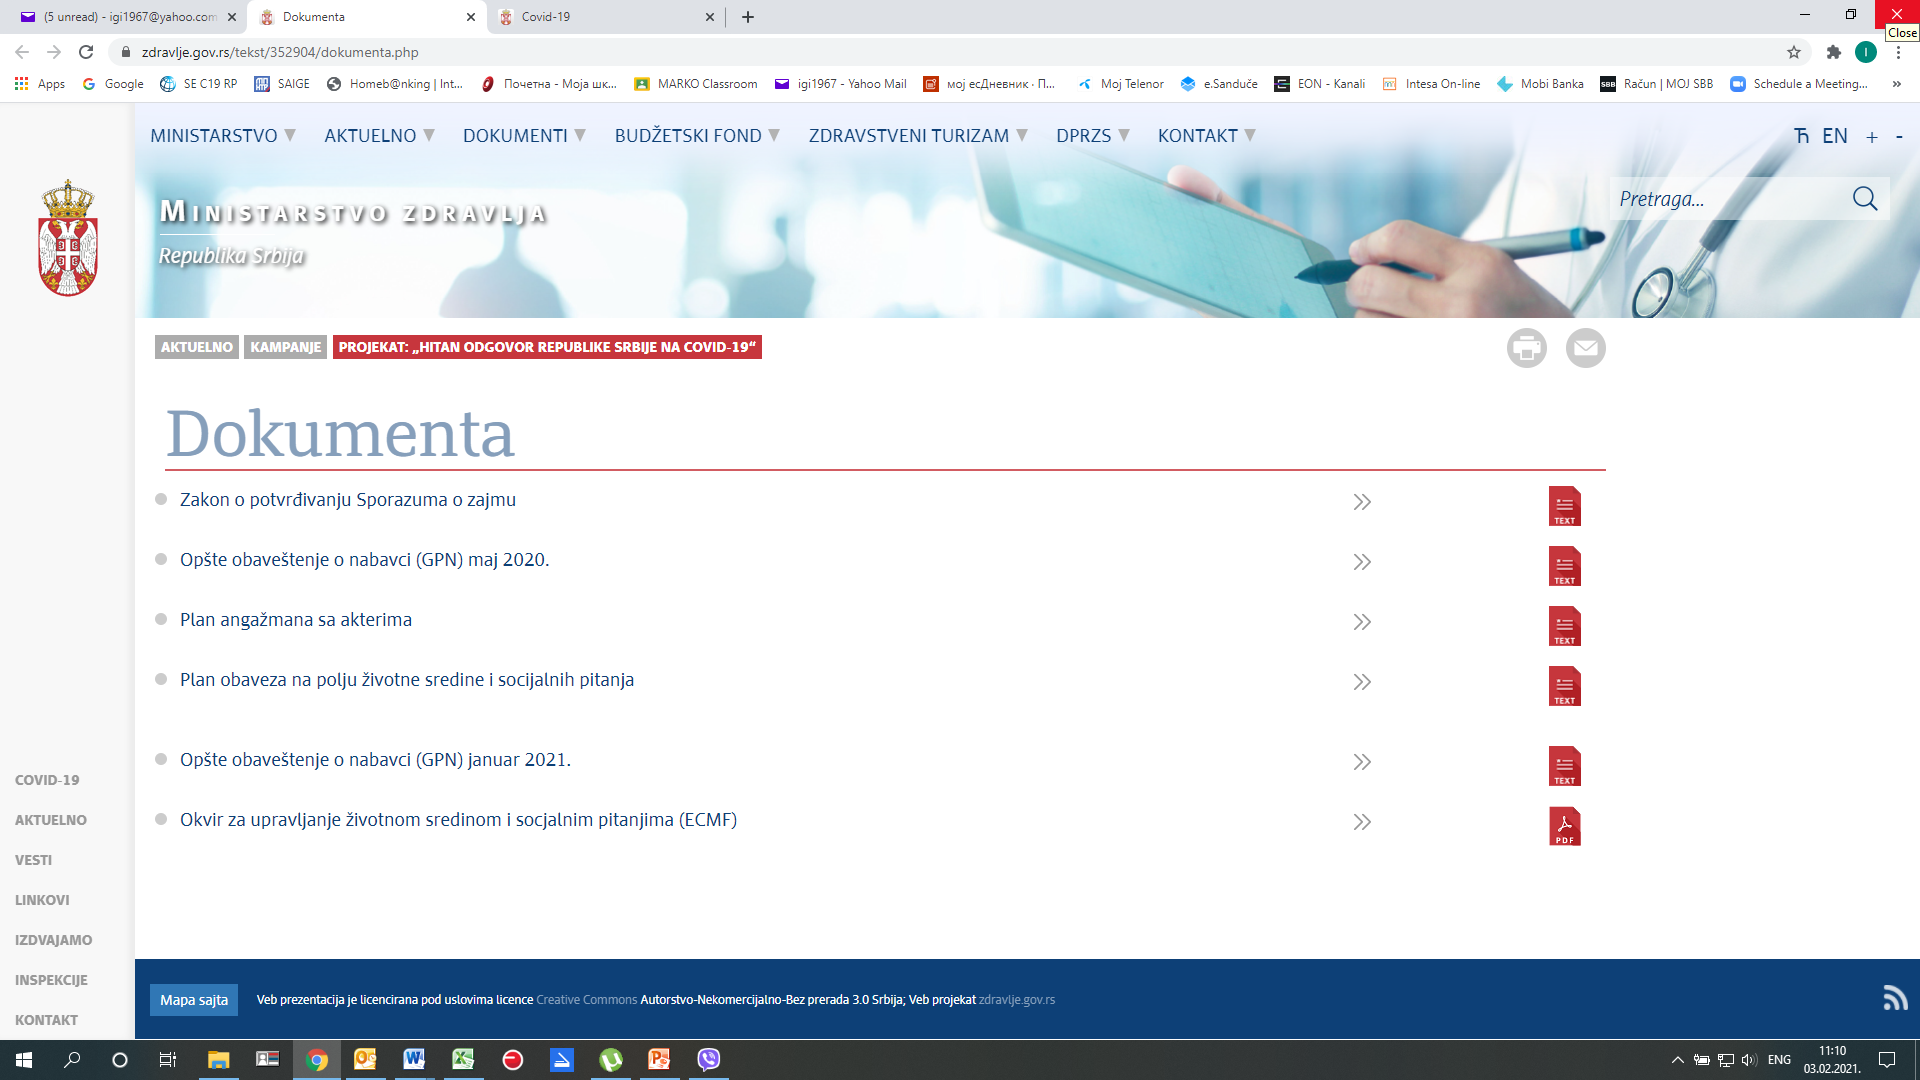 (5 unread) - igi1967@yahoo.com
Dokumenta
Covid-19
Close
zdravlje.gov.rs/tekst/352904/dokumenta.php
I
Apps
Google
SE C19 RP
SAIGE
Homeb@nking | Int...
Почетна - Моја шк...
MARKO Classroom
igi1967 - Yahoo Mail
мој есДневник · П...
Moj Telenor
e.Sanduče
EON - Kanali
Intesa On-line
Mobi Banka
Račun | MOJ SBB
Schedule a Meeting...
»
MINISTARSTVO
AKTUELNO
DOKUMENTI
BUDŽETSKI FOND
ZDRAVSTVENI TURIZAM
DPRZS
KONTAKT
Ћ EN + -
MINISTARSTVO ZDRAVLJA
Republika Srbija
Pretraga...
AKTUELNO
KAMPANJE
PROJEKAT: „HITAN ODGOVOR REPUBLIKE SRBIJE NA COVID-19“
Dokumenta
Zakon o potvrđivanju Sporazuma o zajmu
TEXT
Opšte obaveštenje o nabavci (GPN) maj 2020.
TEXT
Plan angažmana sa akterima
TEXT
Plan obaveza na polju životne sredine i socijalnih pitanja
TEXT
Opšte obaveštenje o nabavci (GPN) januar 2021.
TEXT
Okvir za upravljanje životnom sredinom i socjalnim pitanjima (ECMF)
PDF
COVID-19
AKTUELNO
VESTI
LINKOVI
IZDVAJAMO
INSPEKCIJE
KONTAKT
Mapa sajta
Veb prezentacija je licencirana pod uslovima licence Creative Commons Autorstvo-Nekomercijalno-Bez prerada 3.0 Srbija; Veb projekat zdravlje.gov.rs
ENG
11:10
03.02.2021.